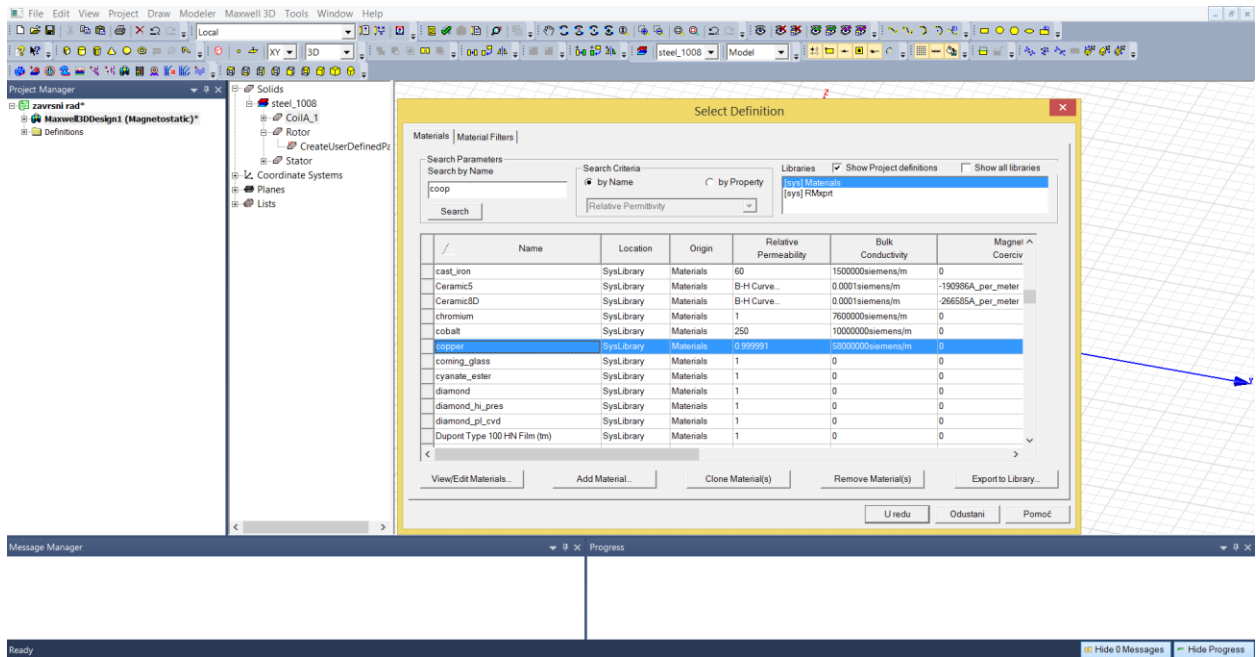 File Edit View Project Draw Modeler Maxwell 3D Tools Window Help
Local
XY 3D steel_1008 Model
Project Manager
zavrsni rad*
Maxwell3DDesign1 (Magnetostatic)*
Definitions
Solids
steel_1008
CoilA_1
Rotor
CreateUserDefinedPa
Stator
Coordinate Systems
Planes
Lists
Z
Select Definition
Materials Material Filters
Search Parameters
Search by Name
coop
Search
Search Criteria
by Name by Property
Relative Permittivity
Libraries Show Project definitions Show all libraries
[sys] Materials
[sys] RMxprt
/ Name Location Origin Relative Permeability Bulk Conductivity Magnet Coerciv
cast_iron SysLibrary Materials 60 1500000siemens/m 0
Ceramic5 SysLibrary Materials B-H Curve... 0.0001siemens/m -190986A_per_meter
Ceramic8D SysLibrary Materials B-H Curve... 0.0001siemens/m -266585A_per_meter
chromium SysLibrary Materials 1 7600000siemens/m 0
cobalt SysLibrary Materials 250 10000000siemens/m 0
copper SysLibrary Materials 0.999991 58000000siemens/m 0
corning_glass SysLibrary Materials 1 0 0
cyanate_ester SysLibrary Materials 1 0 0
diamond SysLibrary Materials 1 0 0
diamond_hi_pres SysLibrary Materials 1 0 0
diamond_pl_cvd SysLibrary Materials 1 0 0
Dupont Type 100 HN Film (tm) SysLibrary Materials 1 0 0
View/Edit Materials... Add Material... Clone Material(s) Remove Material(s) Export to Library...
U redu Odustani Pomoć
Message Manager
Progress
Ready
Hide 0 Messages Hide Progress